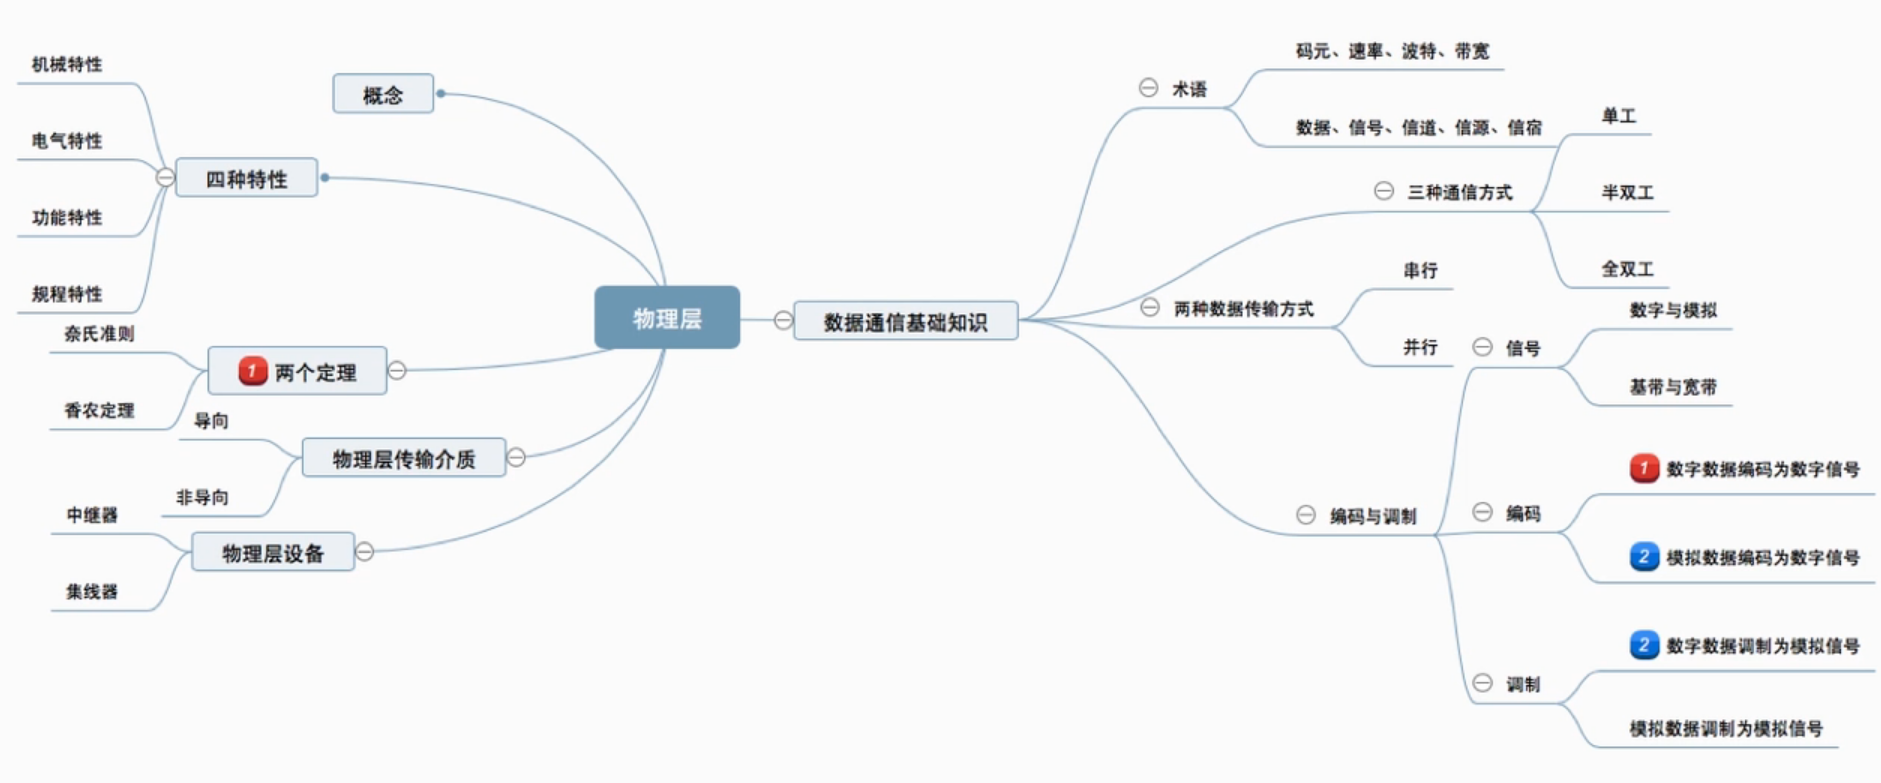 物理层
概念
四种特性
机械特性
电气特性
功能特性
规程特性
1 两个定理
奈氏准则
香农定理
物理层传输介质
导向
非导向
物理层设备
中继器
集线器
数据通信基础知识
术语
码元、速率、波特、带宽
数据、信号、信道、信源、信宿
三种通信方式
单工
半双工
全双工
两种数据传输方式
串行
并行
编码与调制
信号
数字与模拟
基带与宽带
编码
1 数字数据编码为数字信号
2 模拟数据编码为数字信号
调制
2 数字数据调制为模拟信号
模拟数据调制为模拟信号